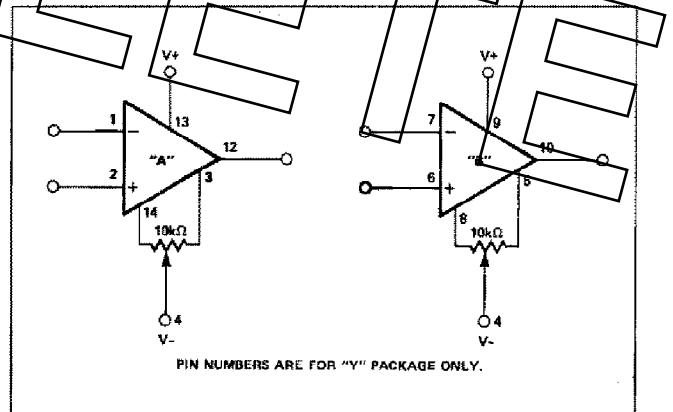 V+ V+
1 13 7 9
− "A" 12 − 10
2 + 3 6 + 5
14 8
10kΩ 10kΩ
4 4
V− V−
PIN NUMBERS ARE FOR "Y" PACKAGE ONLY.